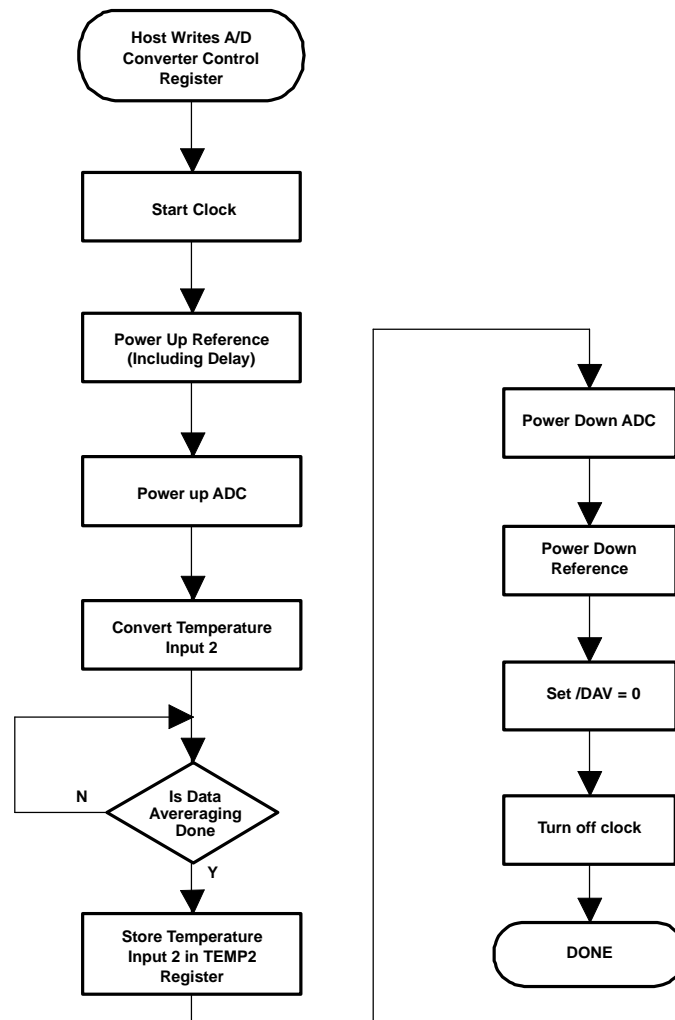 Host Writes A/D
Converter Control
Register
Start Clock
Power Up Reference
(Including Delay)
Power up ADC
Convert Temperature
Input 2
N
Is Data
Avereraging
Done
Y
Store Temperature
Input 2 in TEMP2
Register
Power Down ADC
Power Down
Reference
Set /DAV = 0
Turn off clock
DONE